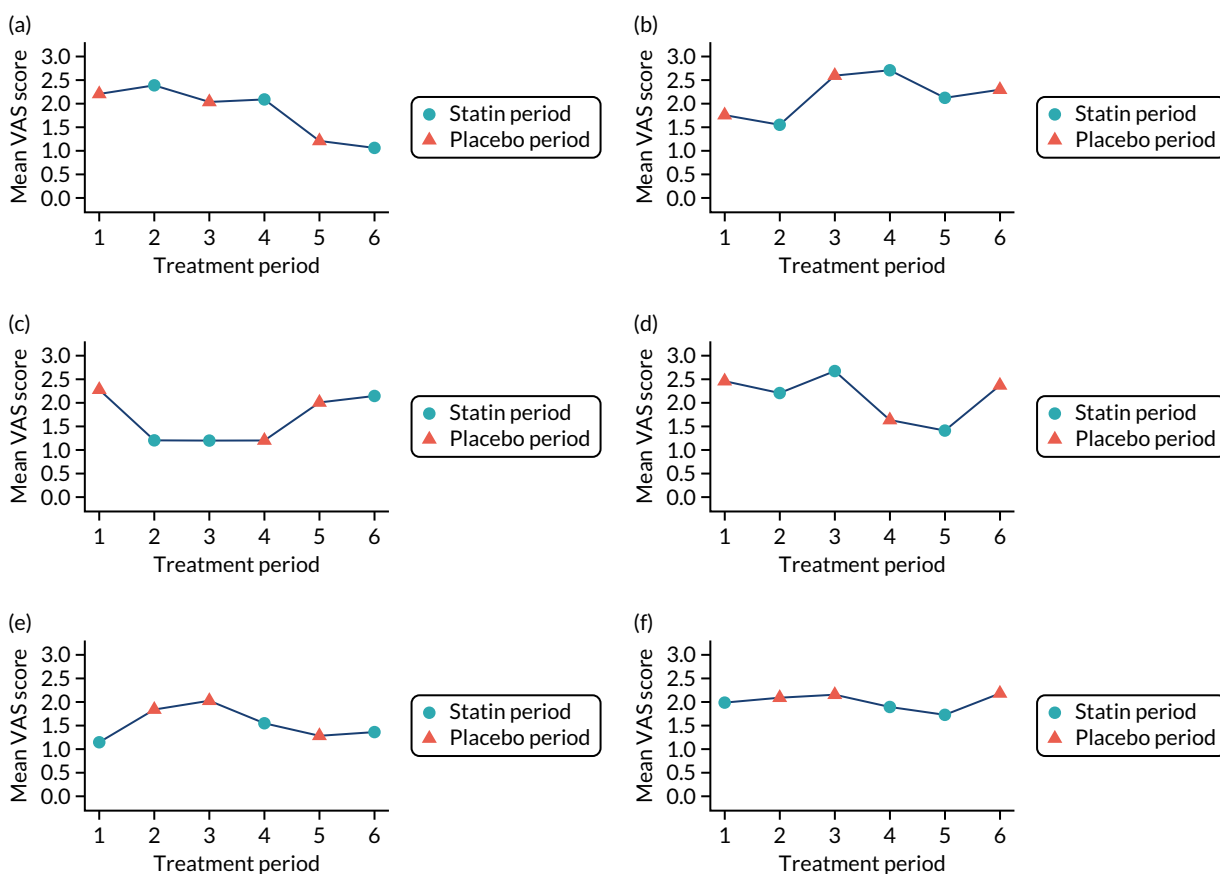 (a)
Mean VAS score
3.0
2.5
2.0
1.5
1.0
0.5
0.0
1 2 3 4 5 6
Treatment period
Statin period
Placebo period
(b)
Mean VAS score
3.0
2.5
2.0
1.5
1.0
0.5
0.0
1 2 3 4 5 6
Treatment period
Statin period
Placebo period
(c)
Mean VAS score
3.0
2.5
2.0
1.5
1.0
0.5
0.0
1 2 3 4 5 6
Treatment period
Statin period
Placebo period
(d)
Mean VAS score
3.0
2.5
2.0
1.5
1.0
0.5
0.0
1 2 3 4 5 6
Treatment period
Statin period
Placebo period
(e)
Mean VAS score
3.0
2.5
2.0
1.5
1.0
0.5
0.0
1 2 3 4 5 6
Treatment period
Statin period
Placebo period
(f)
Mean VAS score
3.0
2.5
2.0
1.5
1.0
0.5
0.0
1 2 3 4 5 6
Treatment period
Statin period
Placebo period